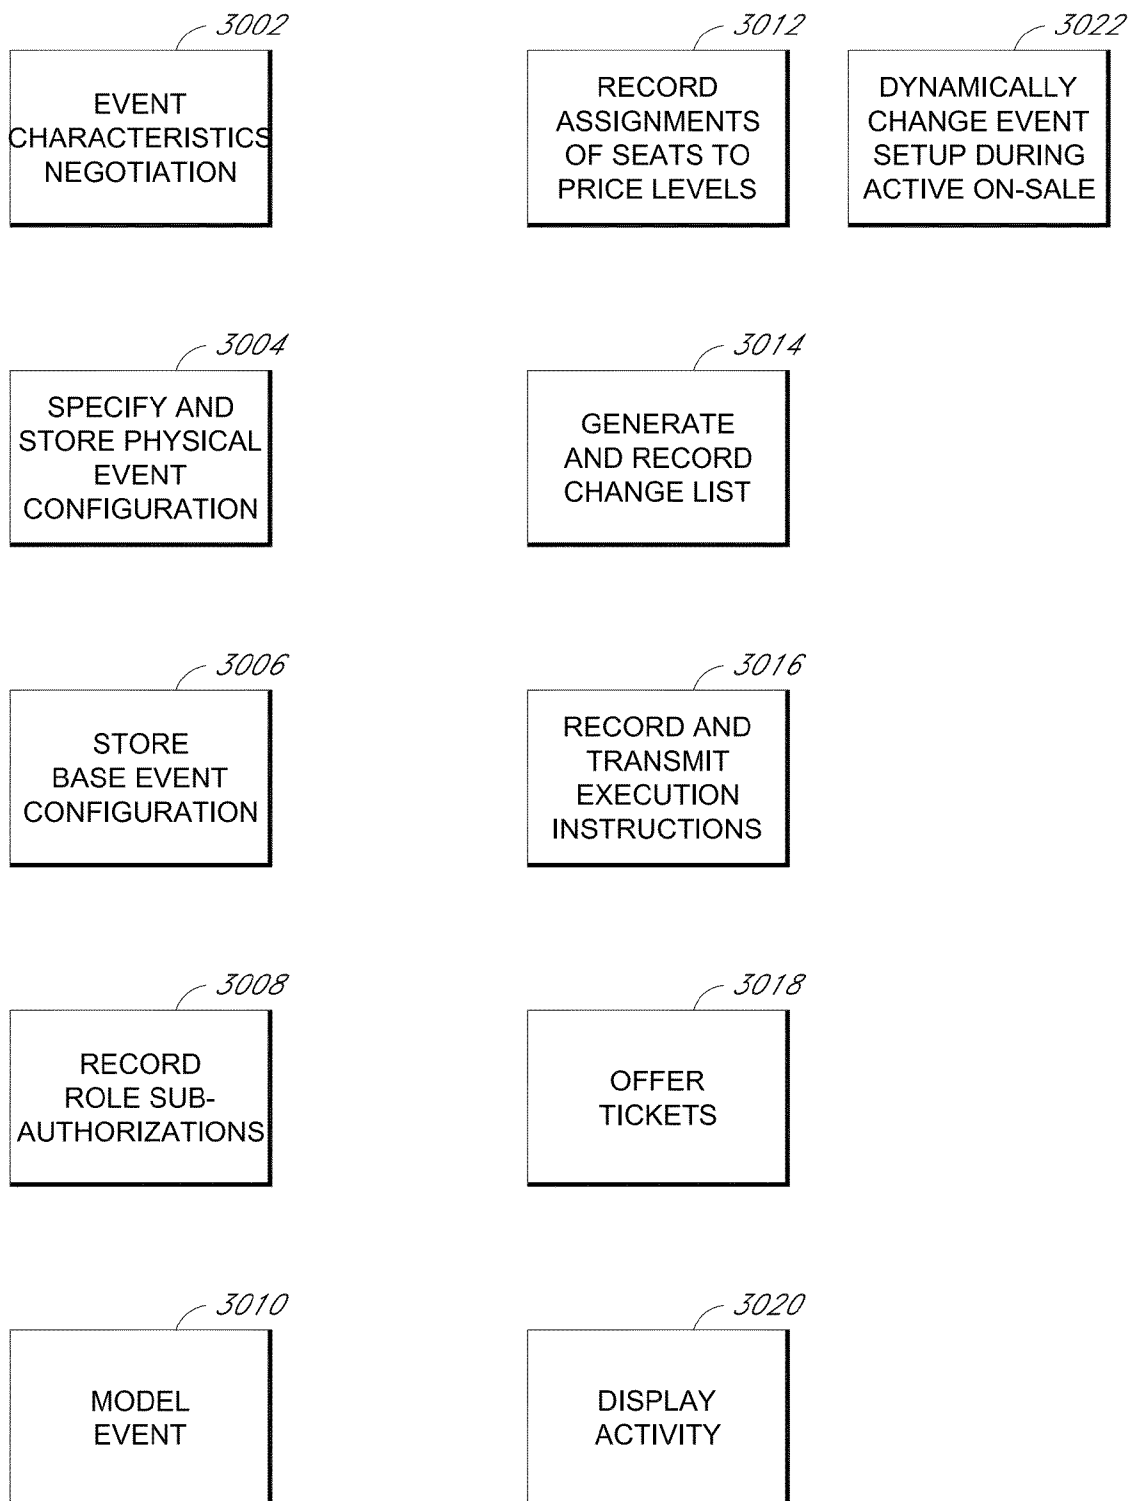 3002
EVENT
CHARACTERISTICS
NEGOTIATION
3004
SPECIFY AND
STORE PHYSICAL
EVENT
CONFIGURATION
3006
STORE
BASE EVENT
CONFIGURATION
3008
RECORD
ROLE SUB-
AUTHORIZATIONS
3010
MODEL
EVENT
3012
RECORD
ASSIGNMENTS
OF SEATS TO
PRICE LEVELS
3014
GENERATE
AND RECORD
CHANGE LIST
3016
RECORD AND
TRANSMIT
EXECUTION
INSTRUCTIONS
3018
OFFER
TICKETS
3020
DISPLAY
ACTIVITY
3022
DYNAMICALLY
CHANGE EVENT
SETUP DURING
ACTIVE ON-SALE